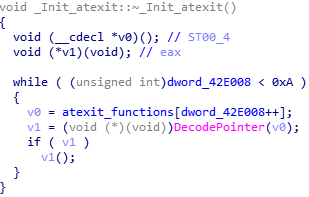 void _Init_atexit::~_Init_atexit()
{
  void (__cdecl *v0)(); // ST00_4
  void (*v1)(void); // eax

  while ( (unsigned int)dword_42E008 < 0xA )
  {
    v0 = atexit_functions[dword_42E008++];
    v1 = (void (*)(void))DecodePointer(v0);
    if ( v1 )
      v1();
  }
}